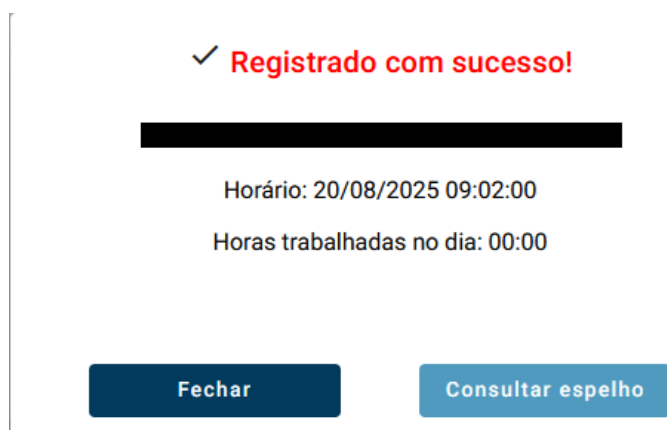 Registrado com sucesso!
Horário: 20/08/2025 09:02:00
Horas trabalhadas no dia: 00:00
Fechar
Consultar espelho